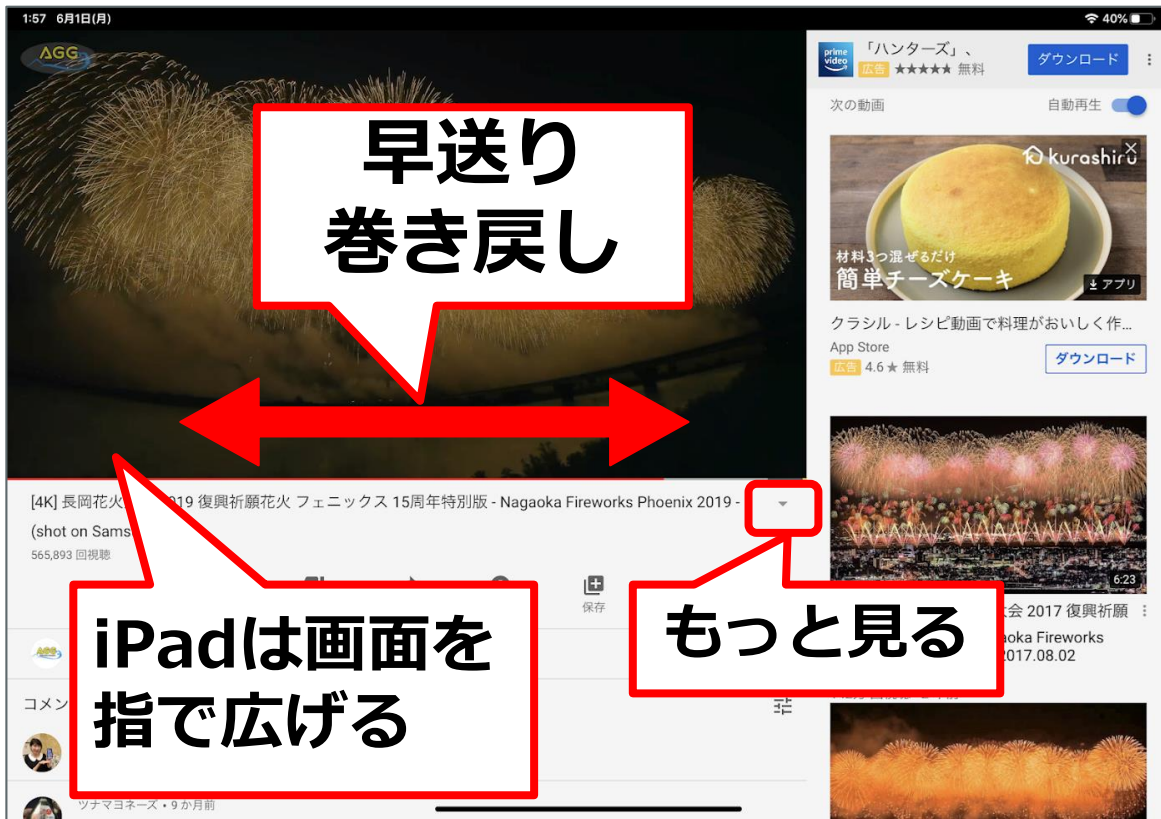 1:57 6月1日(月)
40%
AGG
早送り
巻き戻し
prime video
「ハンターズ」、
広告 ★★★★★ 無料
ダウンロード
次の動画
自動再生
kurashiru
材料3つ混ぜるだけ
簡単チーズケーキ
アプリ
クラシル - レシピ動画で料理がおいしく作...
App Store
広告 4.6 ★ 無料
ダウンロード
[4K] 長岡花火 19 復興祈願花火 フェニックス 15周年特別版 - Nagaoka Fireworks Phoenix 2019 -
(shot on Sams
565,893 回視聴
保存
6:23
会 2017 復興祈願
oka Fireworks
2017.08.02
もっと見る
iPadは画面を
指で広げる
AGG
コメン
ツナマヨネーズ • 9 か月前